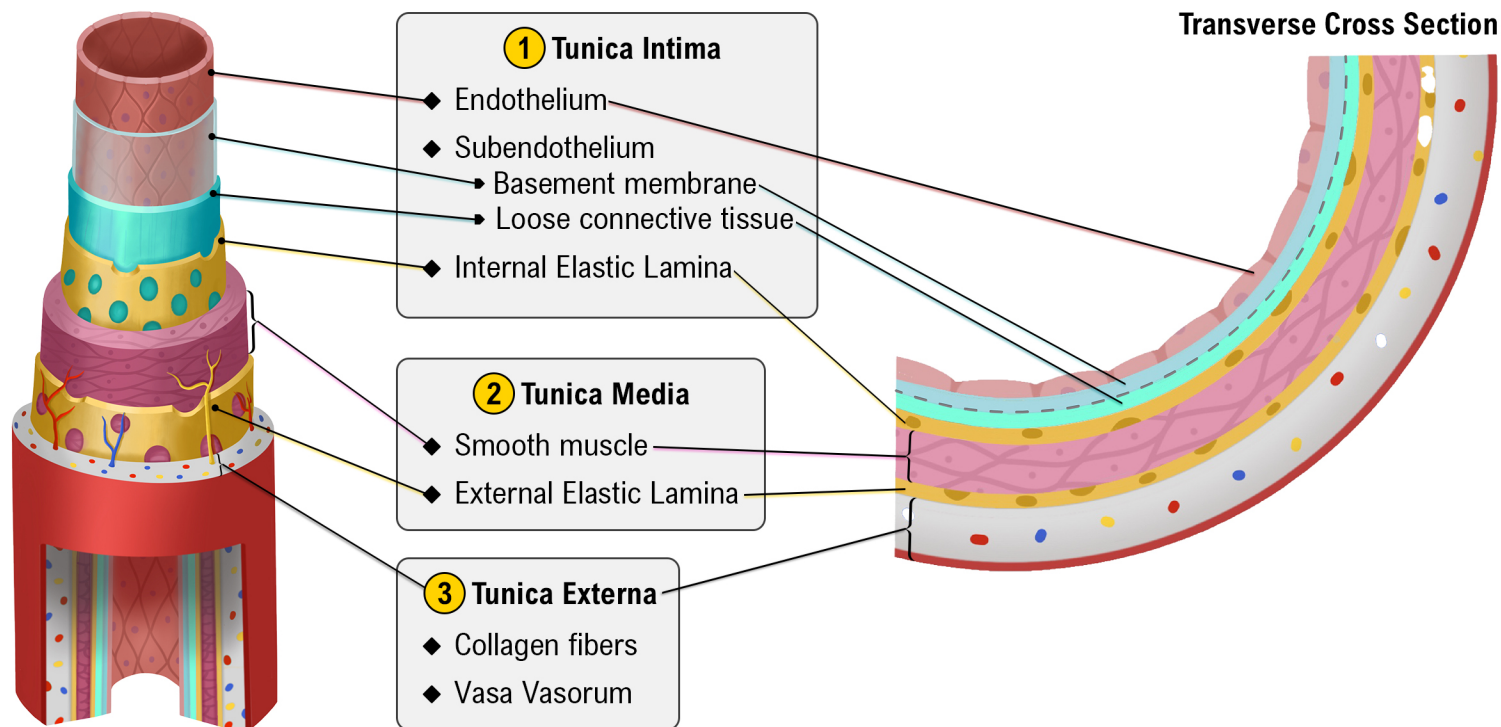 Transverse Cross Section
1 Tunica Intima
Endothelium
Subendothelium
Basement membrane
Loose connective tissue
Internal Elastic Lamina
2 Tunica Media
Smooth muscle
External Elastic Lamina
3 Tunica Externa
Collagen fibers
Vasa Vasorum